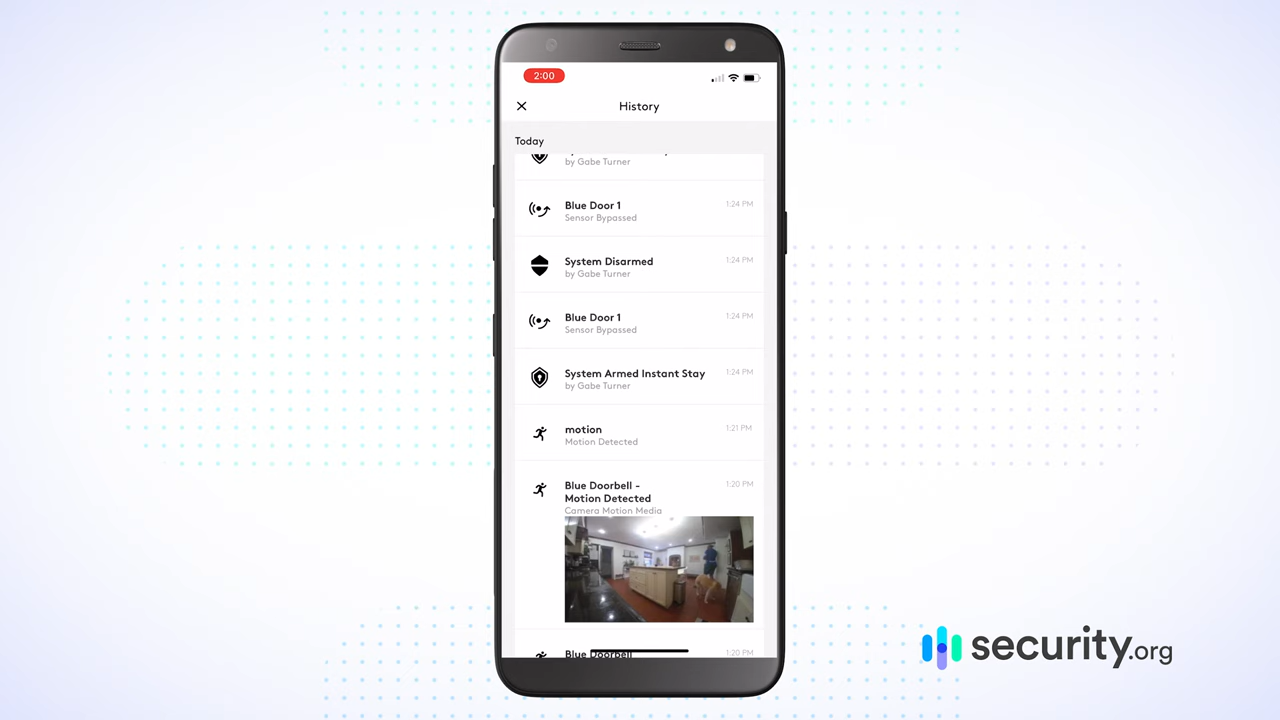 2:00
History
Today
by Gabe Turner
Blue Door 1
1:24 PM
Sensor Bypassed
System Disarmed
1:24 PM
by Gabe Turner
Blue Door 1
1:24 PM
Sensor Bypassed
System Armed Instant Stay
1:24 PM
by Gabe Turner
motion
1:21 PM
Motion Detected
Blue Doorbell -
1:20 PM
Motion Detected
Camera Motion Media
Blue Doorbell
1:20 PM
security.org